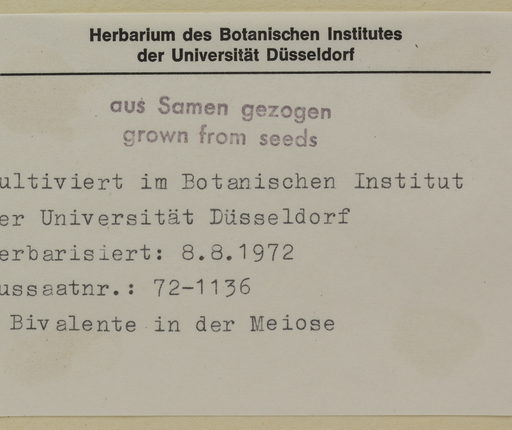 Herbarium des Botanischen Institutes
der Universität Düsseldorf
aus Samen gezogen
grown from seeds
ultiviert im Botanischen Institut
er Universität Düsseldorf
erbarisiert: 8.8.1972
ussaatnr.: 72-1136
Bivalente in der Meiose